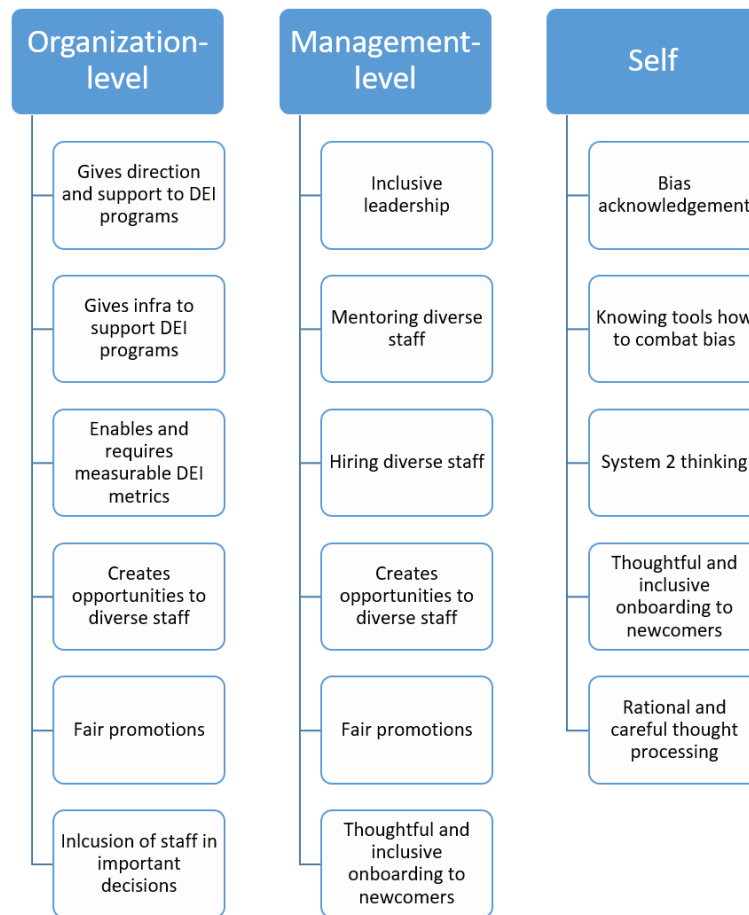 Organization-
level
Gives direction
and support to DEI
programs
Gives infra to
support DEI
programs
Enables and
requires
measurable DEI
metrics
Creates
opportunities to
diverse staff
Fair promotions
Inlcusion of staff in
important
decisions
Management-
level
Inclusive
leadership
Mentoring diverse
staff
Hiring diverse staff
Creates
opportunities to
diverse staff
Fair promotions
Thoughtful and
inclusive
onboarding to
newcomers
Self
Bias
acknowledgement
Knowing tools how
to combat bias
System 2 thinking
Thoughtful and
inclusive
onboarding to
newcomers
Rational and
careful thought
processing